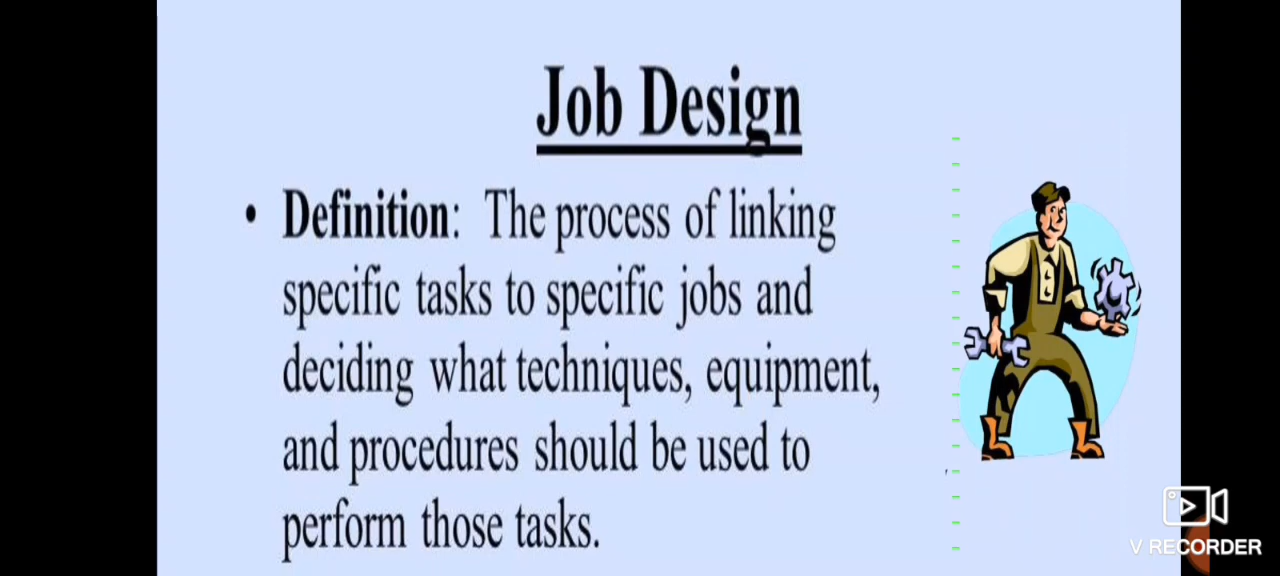 Job Design
• Definition: The process of linking
specific tasks to specific jobs and
deciding what techniques, equipment,
and procedures should be used to
perform those tasks.
V RECORDER